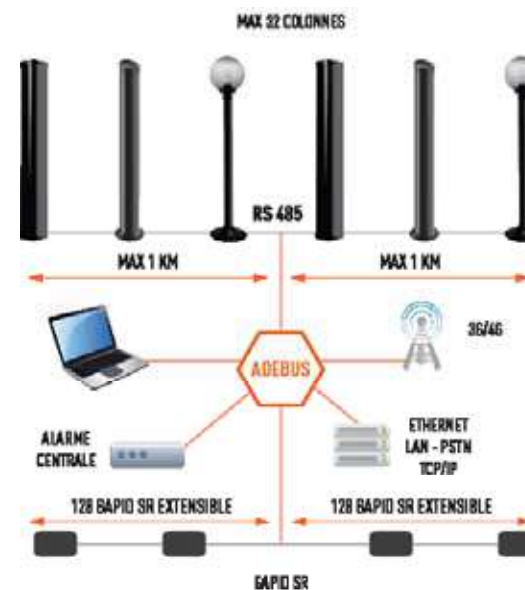 MAX 32 COLONNES
RS 485
MAX 1 KM
MAX 1 KM
3G/4G
ADEBUS
ALARME
CENTRALE
ETHERNET
LAN - PSTN
TCP/IP
128 GAPID SR EXTENSIBLE
128 GAPID SR EXTENSIBLE
GAPID SR